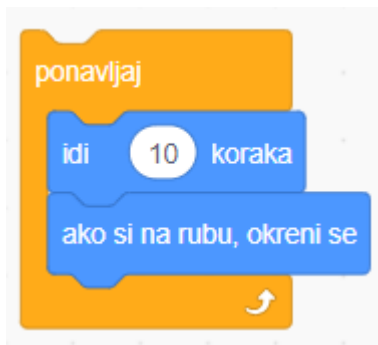 ponavljaj
idi 10 koraka
ako si na rubu, okreni se